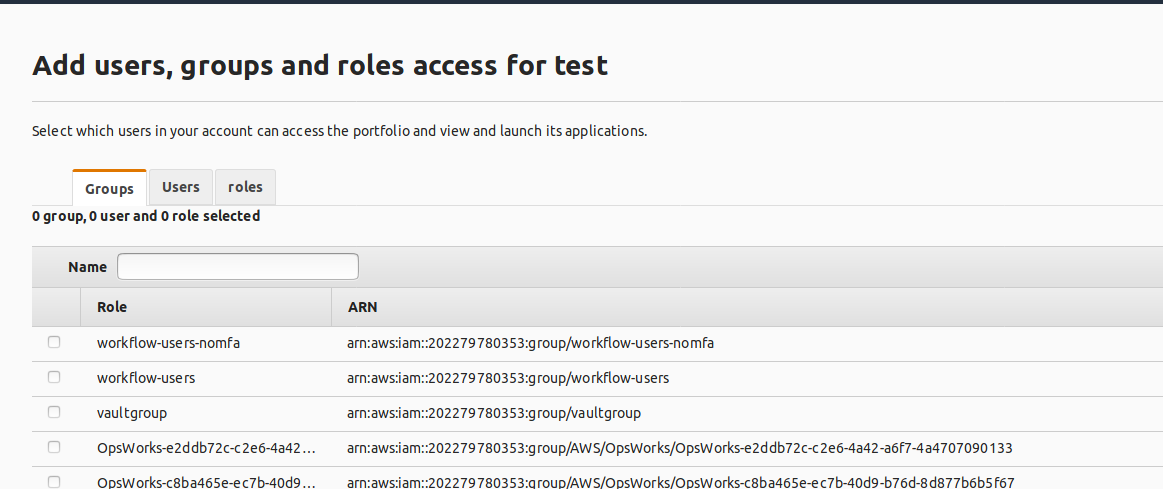 Add users, groups and roles access for test
Select which users in your account can access the portfolio and view and launch its applications.
Groups Users roles
0 group, 0 user and 0 role selected
Name
Role ARN
workflow-users-nomfa arn:aws:iam::202279780353:group/workflow-users-nomfa
workflow-users arn:aws:iam::202279780353:group/workflow-users
vaultgroup arn:aws:iam::202279780353:group/vaultgroup
OpsWorks-e2ddb72c-c2e6-4a42... arn:aws:iam::202279780353:group/AWS/OpsWorks/OpsWorks-e2ddb72c-c2e6-4a42-a6f7-4a4707090133
OpsWorks-c8ba465e-ec7b-40d9... arn:aws:iam::202279780353:group/AWS/OpsWorks/OpsWorks-c8ba465e-ec7b-40d9-b76d-8d877b6b5f67